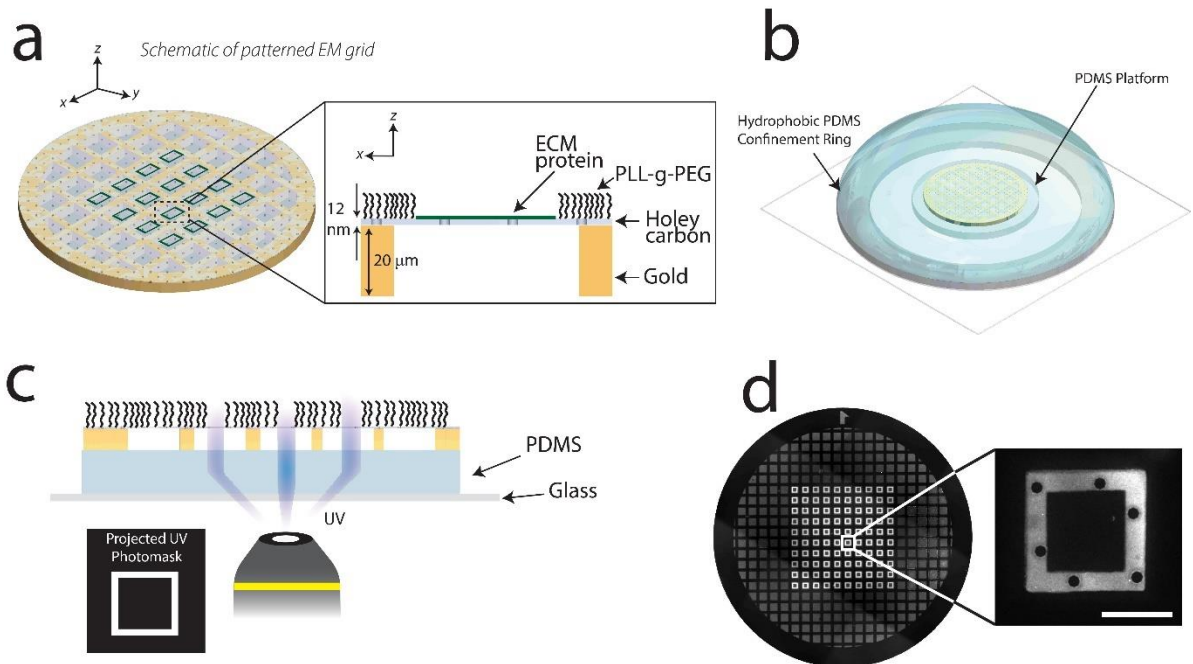 a
Schematic of patterned EM grid
z
x
y
z
x
ECM
protein
PLL-g-PEG
12
nm
Holey
carbon
20 μm
Gold
b
PDMS Platform
Hydrophobic PDMS
Confinement Ring
c
PDMS
Glass
UV
Projected UV
Photomask
d